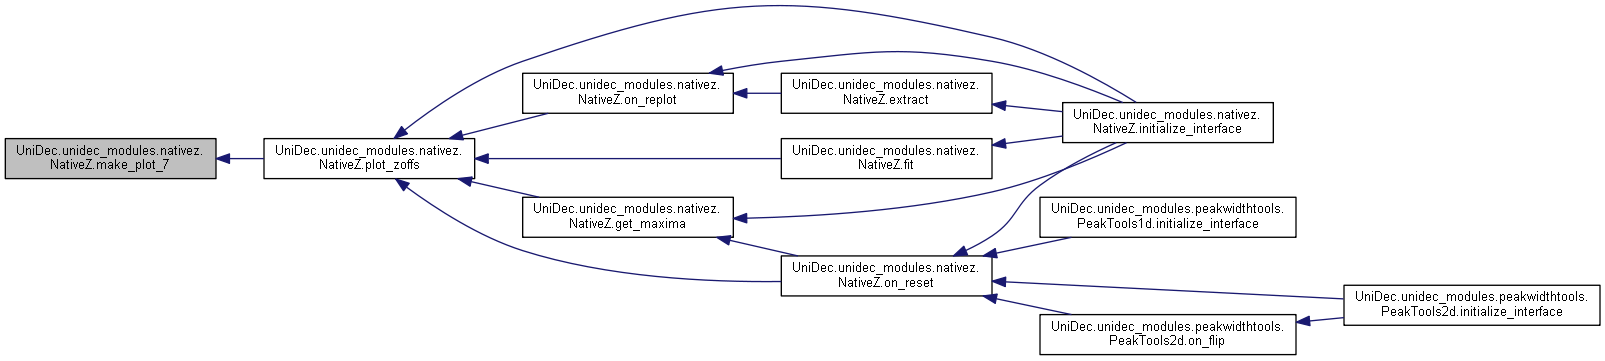 UniDec.unidec_modules.nativez.
NativeZ.make_plot_7
UniDec.unidec_modules.nativez.
NativeZ.plot_zoffs
UniDec.unidec_modules.nativez.
NativeZ.on_replot
UniDec.unidec_modules.nativez.
NativeZ.get_maxima
UniDec.unidec_modules.nativez.
NativeZ.extract
UniDec.unidec_modules.nativez.
NativeZ.fit
UniDec.unidec_modules.nativez.
NativeZ.on_reset
UniDec.unidec_modules.nativez.
NativeZ.initialize_interface
UniDec.unidec_modules.peakwidthtools.
PeakTools1d.initialize_interface
UniDec.unidec_modules.peakwidthtools.
PeakTools2d.on_flip
UniDec.unidec_modules.peakwidthtools.
PeakTools2d.initialize_interface